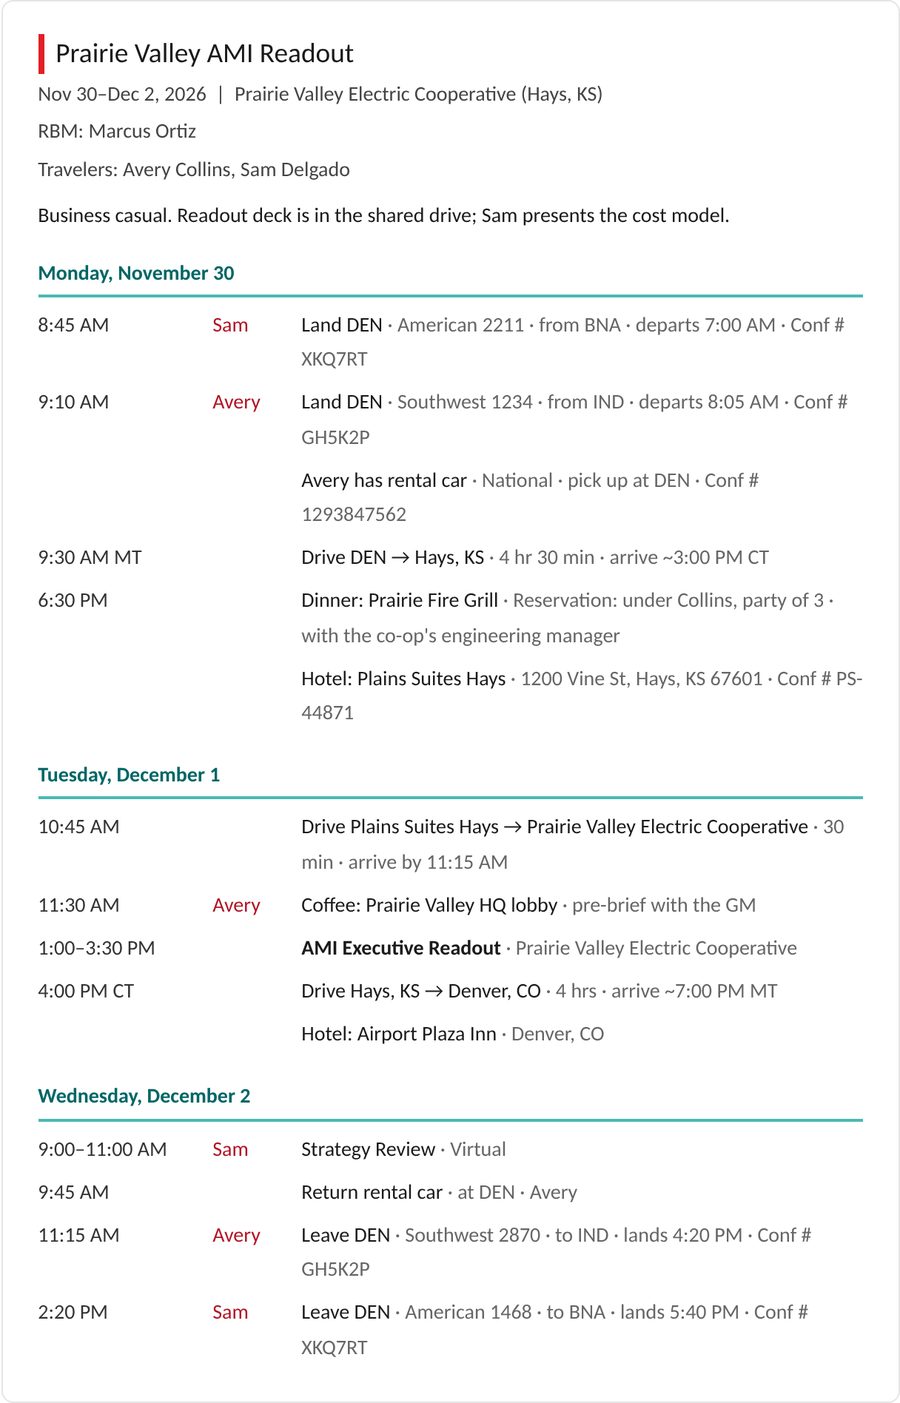 Prairie Valley AMI Readout
Nov 30–Dec 2, 2026 | Prairie Valley Electric Cooperative (Hays, KS)
RBM: Marcus Ortiz
Travelers: Avery Collins, Sam Delgado
Business casual. Readout deck is in the shared drive; Sam presents the cost model.
Monday, November 30
8:45 AM Sam Land DEN · American 2211 · from BNA · departs 7:00 AM · Conf #
XKQ7RT
9:10 AM Avery Land DEN · Southwest 1234 · from IND · departs 8:05 AM · Conf #
GH5K2P
Avery has rental car · National · pick up at DEN · Conf #
1293847562
9:30 AM MT Drive DEN → Hays, KS · 4 hr 30 min · arrive ~3:00 PM CT
6:30 PM Dinner: Prairie Fire Grill · Reservation: under Collins, party of 3 ·
with the co-op's engineering manager
Hotel: Plains Suites Hays · 1200 Vine St, Hays, KS 67601 · Conf # PS-
44871
Tuesday, December 1
10:45 AM Drive Plains Suites Hays → Prairie Valley Electric Cooperative · 30
min · arrive by 11:15 AM
11:30 AM Avery Coffee: Prairie Valley HQ lobby · pre-brief with the GM
1:00–3:30 PM AMI Executive Readout · Prairie Valley Electric Cooperative
4:00 PM CT Drive Hays, KS → Denver, CO · 4 hrs · arrive ~7:00 PM MT
Hotel: Airport Plaza Inn · Denver, CO
Wednesday, December 2
9:00–11:00 AM Sam Strategy Review · Virtual
9:45 AM Return rental car · at DEN · Avery
11:15 AM Avery Leave DEN · Southwest 2870 · to IND · lands 4:20 PM · Conf #
GH5K2P
2:20 PM Sam Leave DEN · American 1468 · to BNA · lands 5:40 PM · Conf #
XKQ7RT